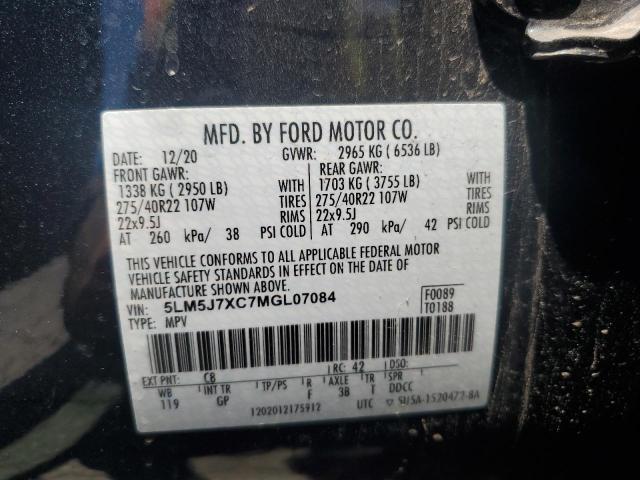 MFD. BY FORD MOTOR CO.
DATE: 12/20 GVWR: 2965 KG ( 6536 LB)
FRONT GAWR: REAR GAWR:
1338 KG ( 2950 LB) WITH 1703 KG ( 3755 LB) WITH
275/40R22 107W TIRES 275/40R22 107W TIRES
22x9.5J RIMS 22x9.5J RIMS
AT 260 kPa/ 38 PSI COLD AT 290 kPa/ 42 PSI COLD
THIS VEHICLE CONFORMS TO ALL APPLICABLE FEDERAL MOTOR
VEHICLE SAFETY STANDARDS IN EFFECT ON THE DATE OF
MANUFACTURE SHOWN ABOVE.
VIN: 5LM5J7XC7MGL07084 F0089
TYPE: MPV T0188
EXT PNT: C8 RC: 42 DSO:
WB INT TR TP/PS R AXLE TR SPR
119 GP F 3B T DDCC
1202012175912 UTC 5U5A-1520472-BA